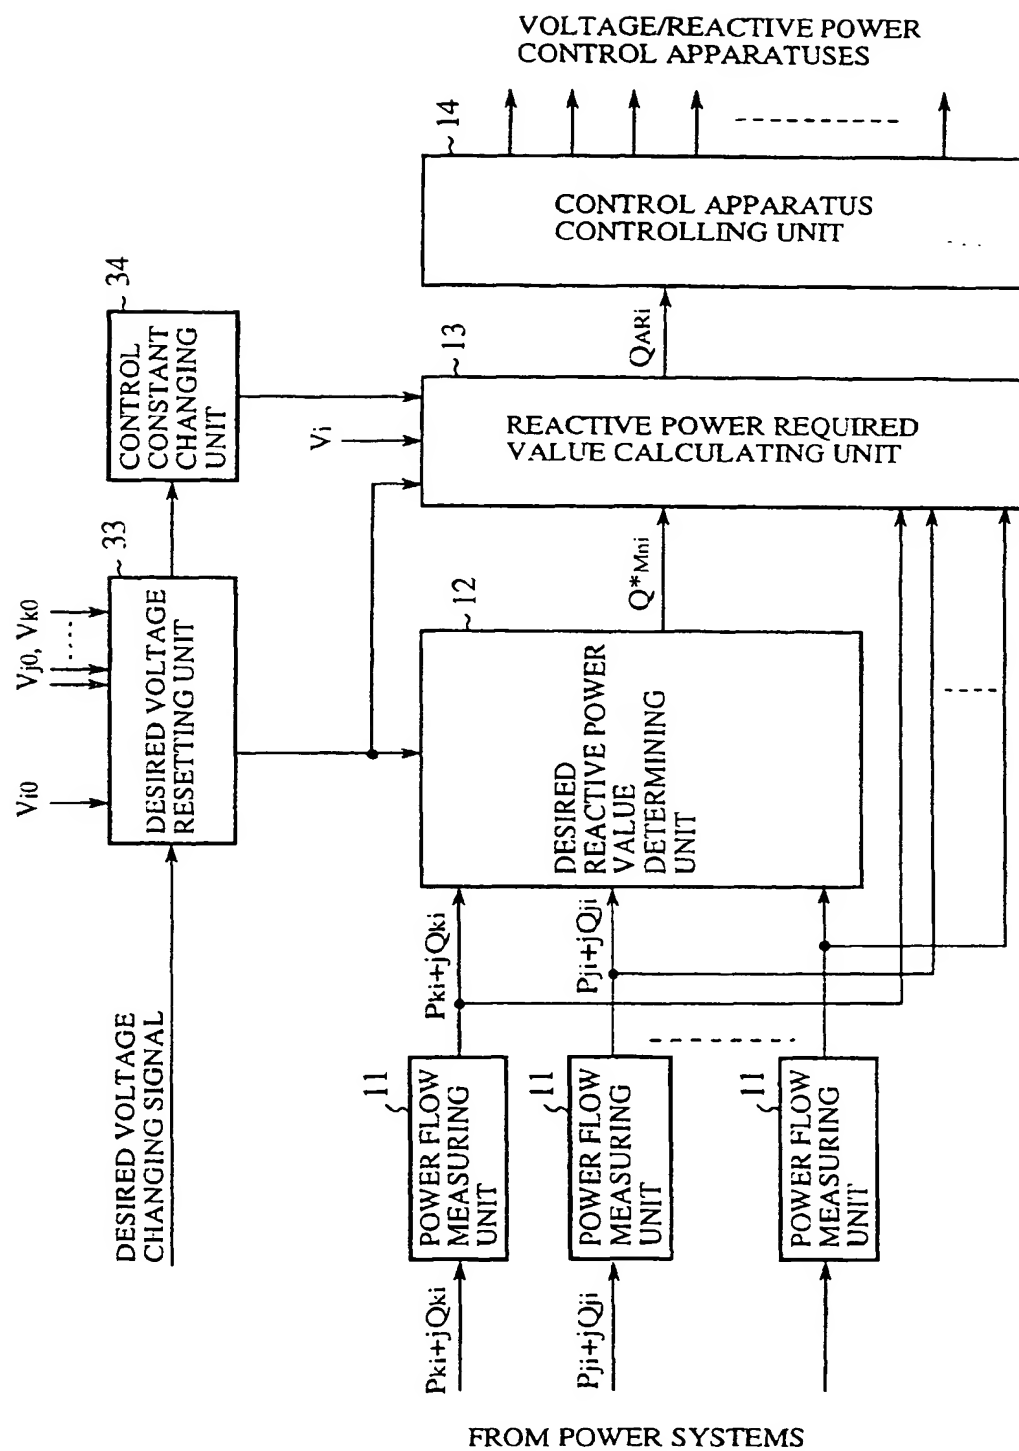 VOLTAGE/REACTIVE POWER
CONTROL APPARATUSES
14
CONTROL APPARATUS
CONTROLLING UNIT
34
CONTROL
CONSTANT
CHANGING
UNIT
QARi
13
Vi
REACTIVE POWER REQUIRED
VALUE CALCULATING UNIT
33
Vj0, Vk0
Vi0
DESIRED VOLTAGE
RESETTING UNIT
Q*Mni
12
DESIRED
REACTIVE POWER
VALUE
DETERMINING
UNIT
DESIRED VOLTAGE
CHANGING SIGNAL
Pki+jQki
Pji+jQji
11
POWER FLOW
MEASURING
UNIT
11
POWER FLOW
MEASURING
UNIT
11
POWER FLOW
MEASURING
UNIT
Pki+jQki
Pji+jQji
FROM POWER SYSTEMS